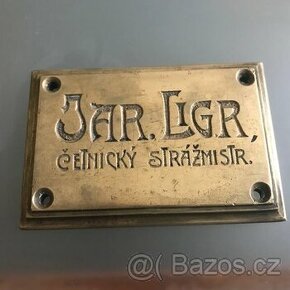 JAR. LIGR,
ČETNICKÝ STRÁŽMISTR.
Bazos.cz